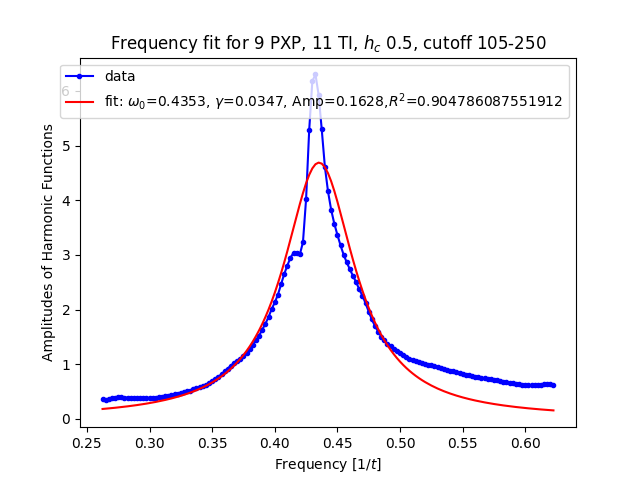 Frequency fit for 9 PXP, 11 TI, h_c 0.5, cutoff 105-250
data
fit: ω₀=0.4353, γ=0.0347, Amp=0.1628,R²=0.904786087551912
Amplitudes of Harmonic Functions
6
5
4
3
2
1
0
0.25 0.30 0.35 0.40 0.45 0.50 0.55 0.60
Frequency [1/t]